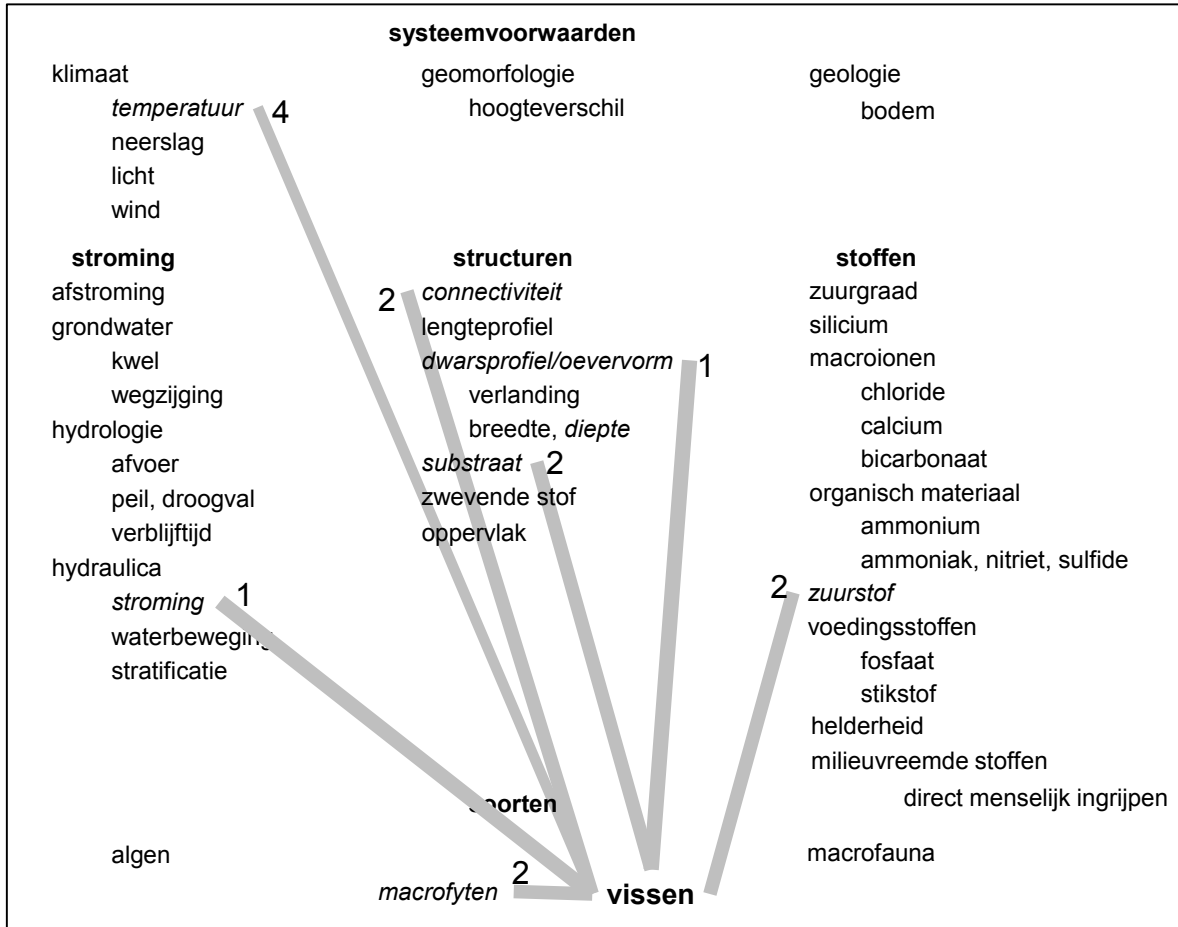 systeemvoorwaarden
klimaat geomorfologie geologie
temperatuur 4 hoogteverschil bodem
neerslag
licht
wind
stroming structuren stoffen
afstroming 2 connectiviteit zuurgraad
grondwater lengteprofiel silicium
kwel dwarsprofiel/oevervorm 1 macroionen
wegzijging verlanding chloride
hydrologie breedte, diepte calcium
afvoer substraat 2 bicarbonaat
peil, droogval zwevende stof organisch materiaal
verblijftijd oppervlak ammonium
hydraulica ammoniak, nitriet, sulfide
stroming 1 2 zuurstof
waterbeweging voedingsstoffen
stratificatie fosfaat
stikstof
helderheid
milieuvreemde stoffen
soorten direct menselijk ingrijpen
algen macrofauna
macrofyten 2 vissen